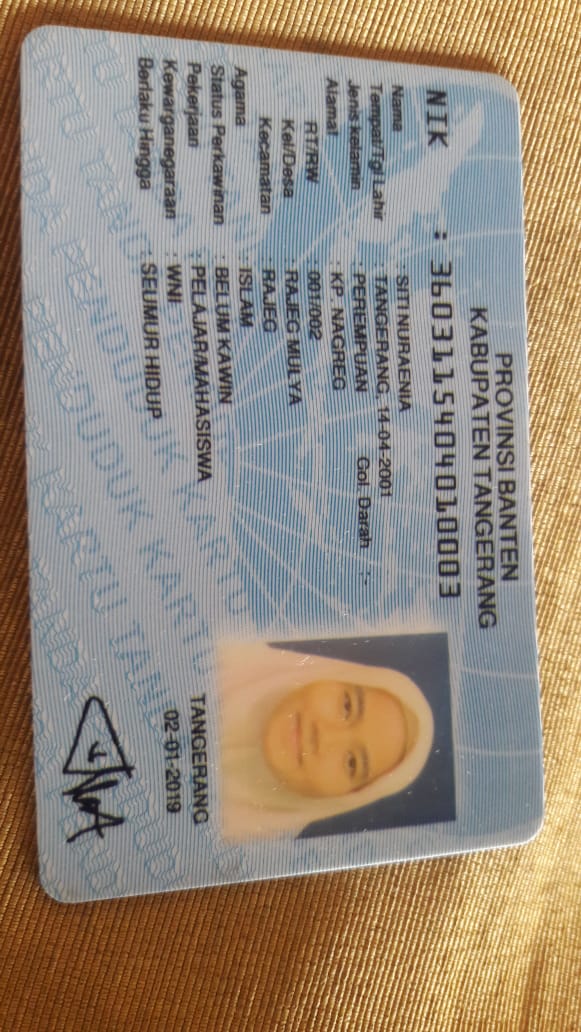 PROVINSI BANTEN
KABUPATEN TANGERANG
NIK : 3603115404010003
Nama : SITI NURAENIA
Tempat/Tgl Lahir : TANGERANG, 14-04-2001
Jenis kelamin : PEREMPUAN Gol. Darah : -
Alamat : KP. NAGREG
RT/RW : 001/002
Kel/Desa : RAJEG MULYA
Kecamatan : RAJEG
Agama : ISLAM
Status Perkawinan : BELUM KAWIN
Pekerjaan : PELAJAR/MAHASISWA
Kewarganegaraan : WNI
Berlaku Hingga : SEUMUR HIDUP
TANGERANG
02-01-2019